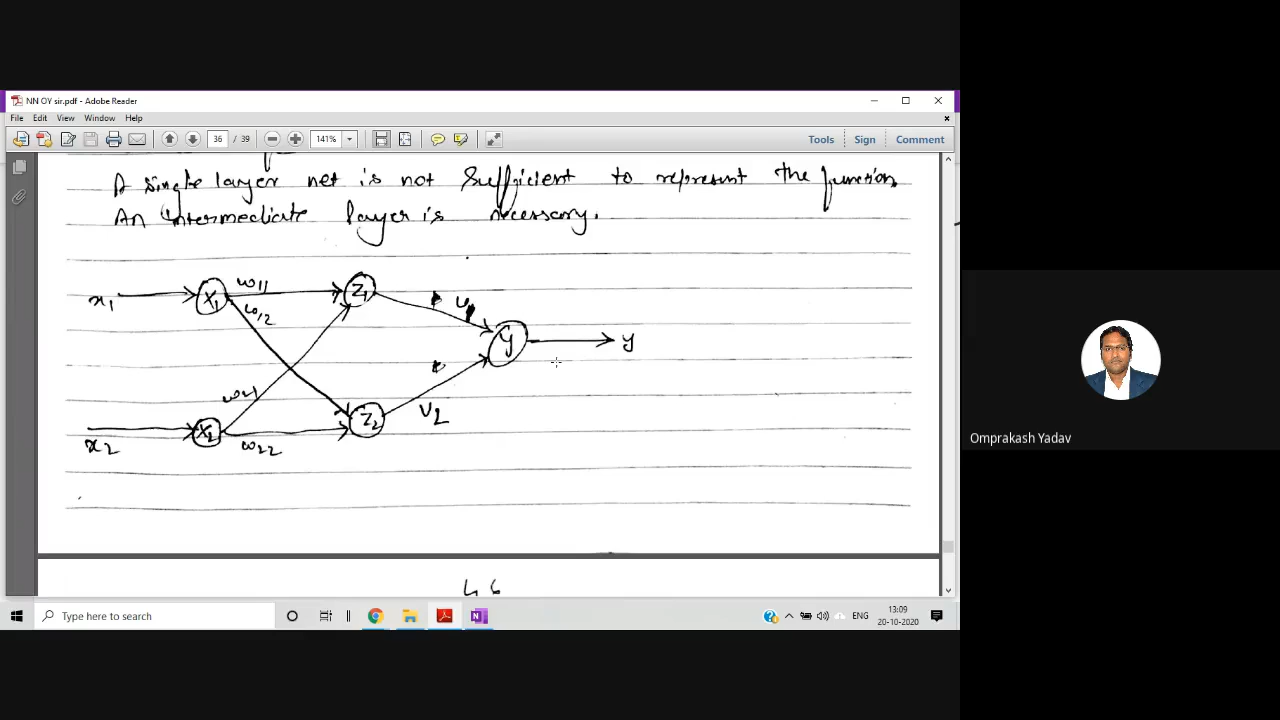 NN OY sir.pdf - Adobe Reader
File Edit View Window Help
36 / 39 141% Tools Sign Comment
A single layer net is not sufficient to represent the function.
An intermediate layer is necessary.
x1 X1 w11 Z1 v1
w12
y y
w21
x2 X2 w22 Z2 v2
46
Omprakash Yadav
Type here to search
ENG
13:09
20-10-2020